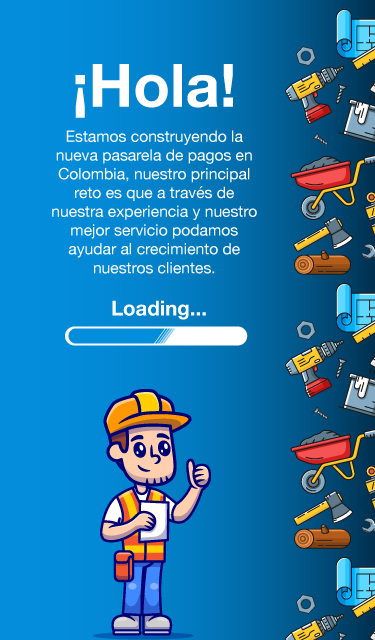 ¡Hola!
Estamos construyendo la
nueva pasarela de pagos en
Colombia, nuestro principal
reto es que a través de
nuestra experiencia y nuestro
mejor servicio podamos
ayudar al crecimiento de
nuestros clientes.
Loading...